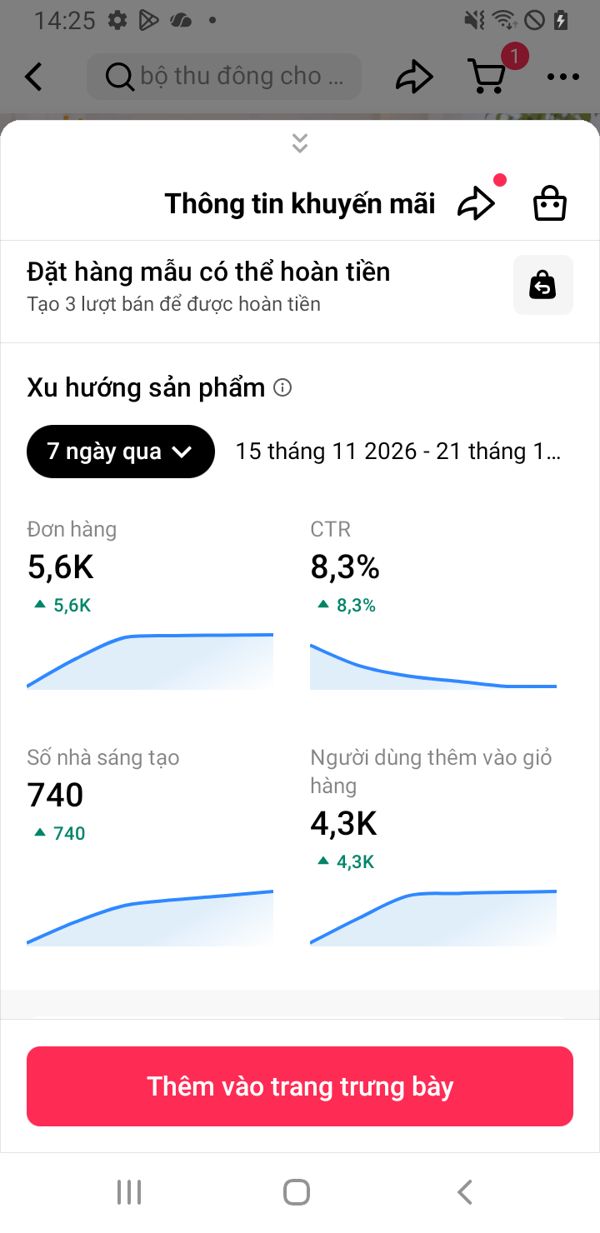 14:25
bộ thu đông cho ...
1
Thông tin khuyến mãi
Đặt hàng mẫu có thể hoàn tiền
Tạo 3 lượt bán để được hoàn tiền
Xu hướng sản phẩm
7 ngày qua
15 tháng 11 2026 - 21 tháng 1...
Đơn hàng
5,6K
5,6K
CTR
8,3%
8,3%
Số nhà sáng tạo
740
740
Người dùng thêm vào giỏ
hàng
4,3K
4,3K
Thêm vào trang trưng bày